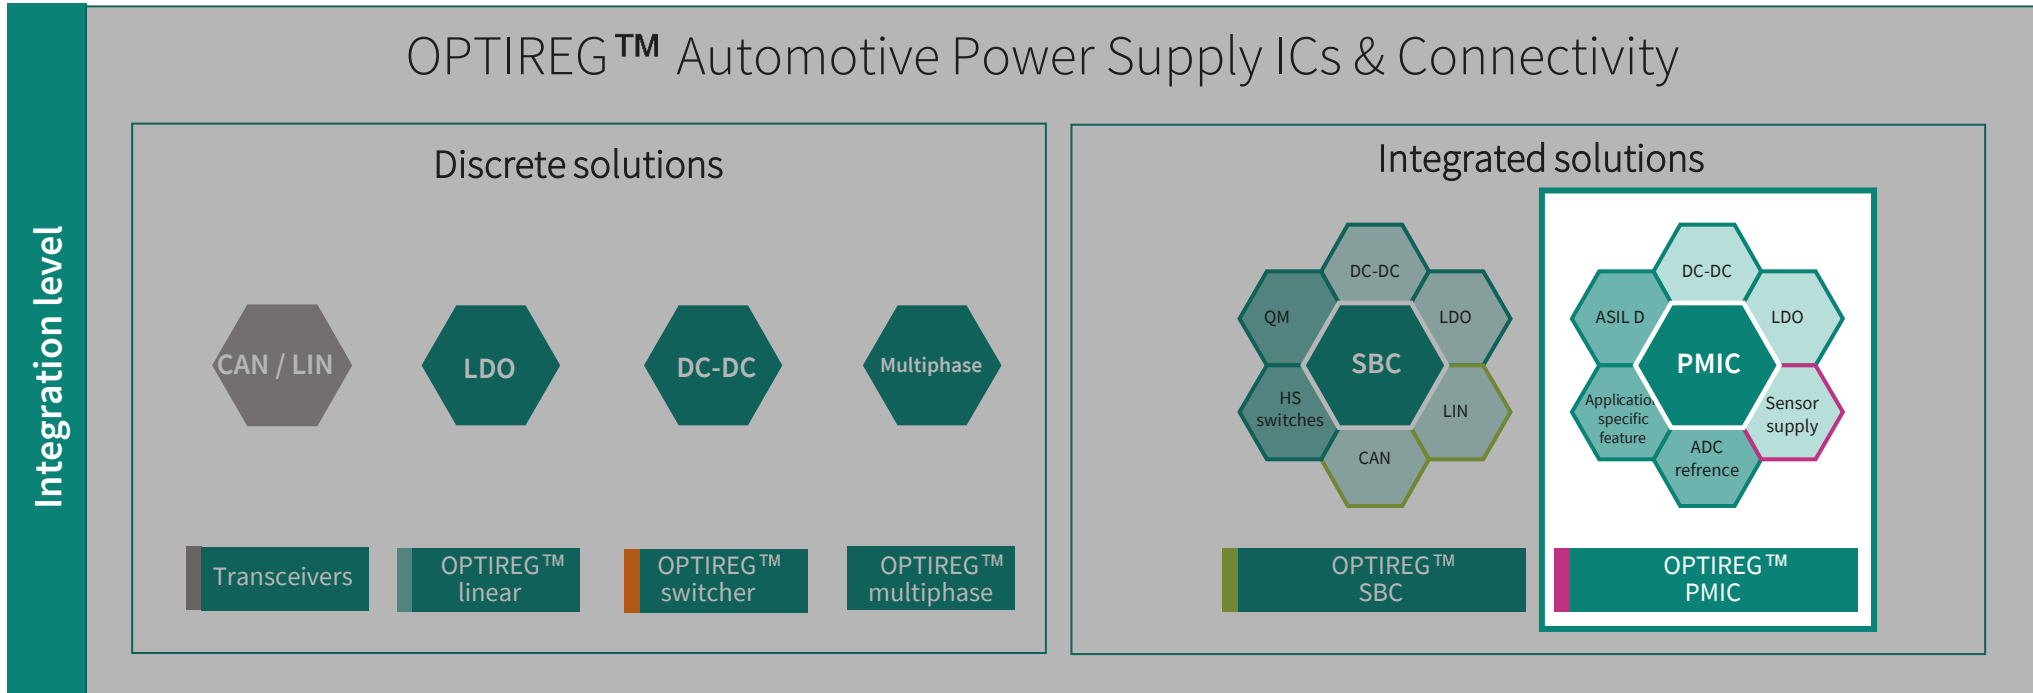 OPTIREG™ Automotive Power Supply ICs & Connectivity
Integration level
Discrete solutions
CAN / LIN
LDO
DC-DC
Multiphase
Transceivers
OPTIREG™
linear
OPTIREG™
switcher
OPTIREG™
multiphase
Integrated solutions
DC-DC
QM
LDO
SBC
HS
switches
LIN
CAN
OPTIREG™
SBC
DC-DC
ASIL D
LDO
PMIC
Applicatio
specific
feature
Sensor
supply
ADC
refrence
OPTIREG™
PMIC